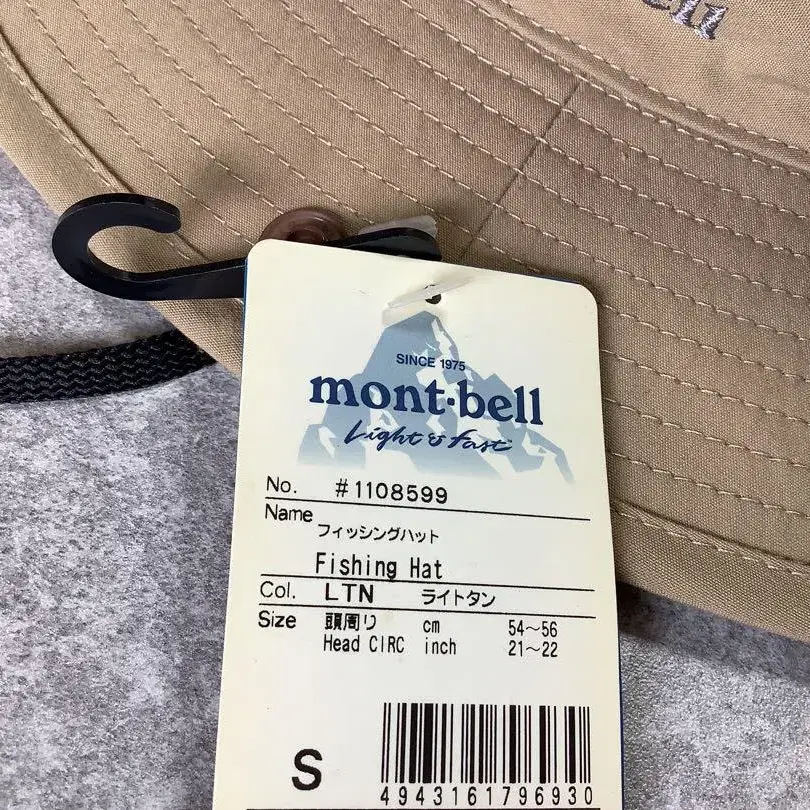 SINCE 1975
mont-bell
Light & Fast
No. #1108599
Name フィッシングハット
Fishing Hat
Col. LTN ライトタン
Size 頭周り cm 54~56
Head CIRC inch 21~22
S
4943161796930